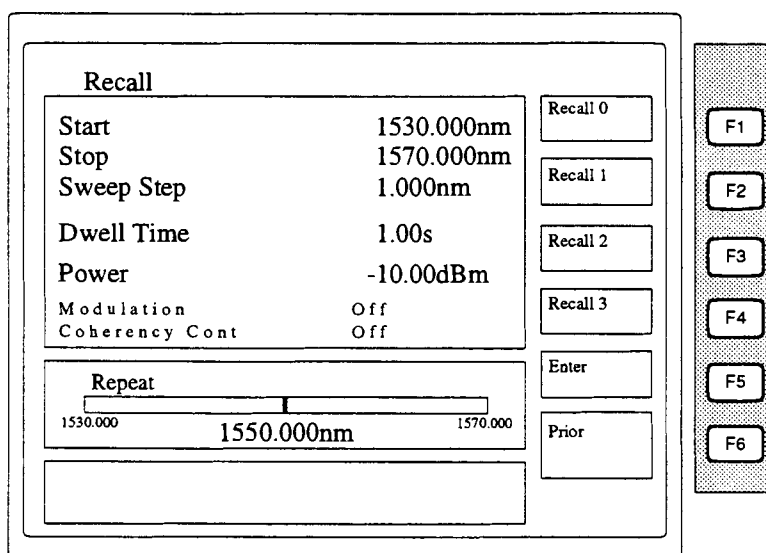 Recall
Start 1530.000nm
Stop 1570.000nm
Sweep Step 1.000nm
Dwell Time 1.00s
Power -10.00dBm
Modulation Off
Coherency Cont Off
Repeat
1530.000 1570.000
1550.000nm
Recall 0
Recall 1
Recall 2
Recall 3
Enter
Prior
F1
F2
F3
F4
F5
F6